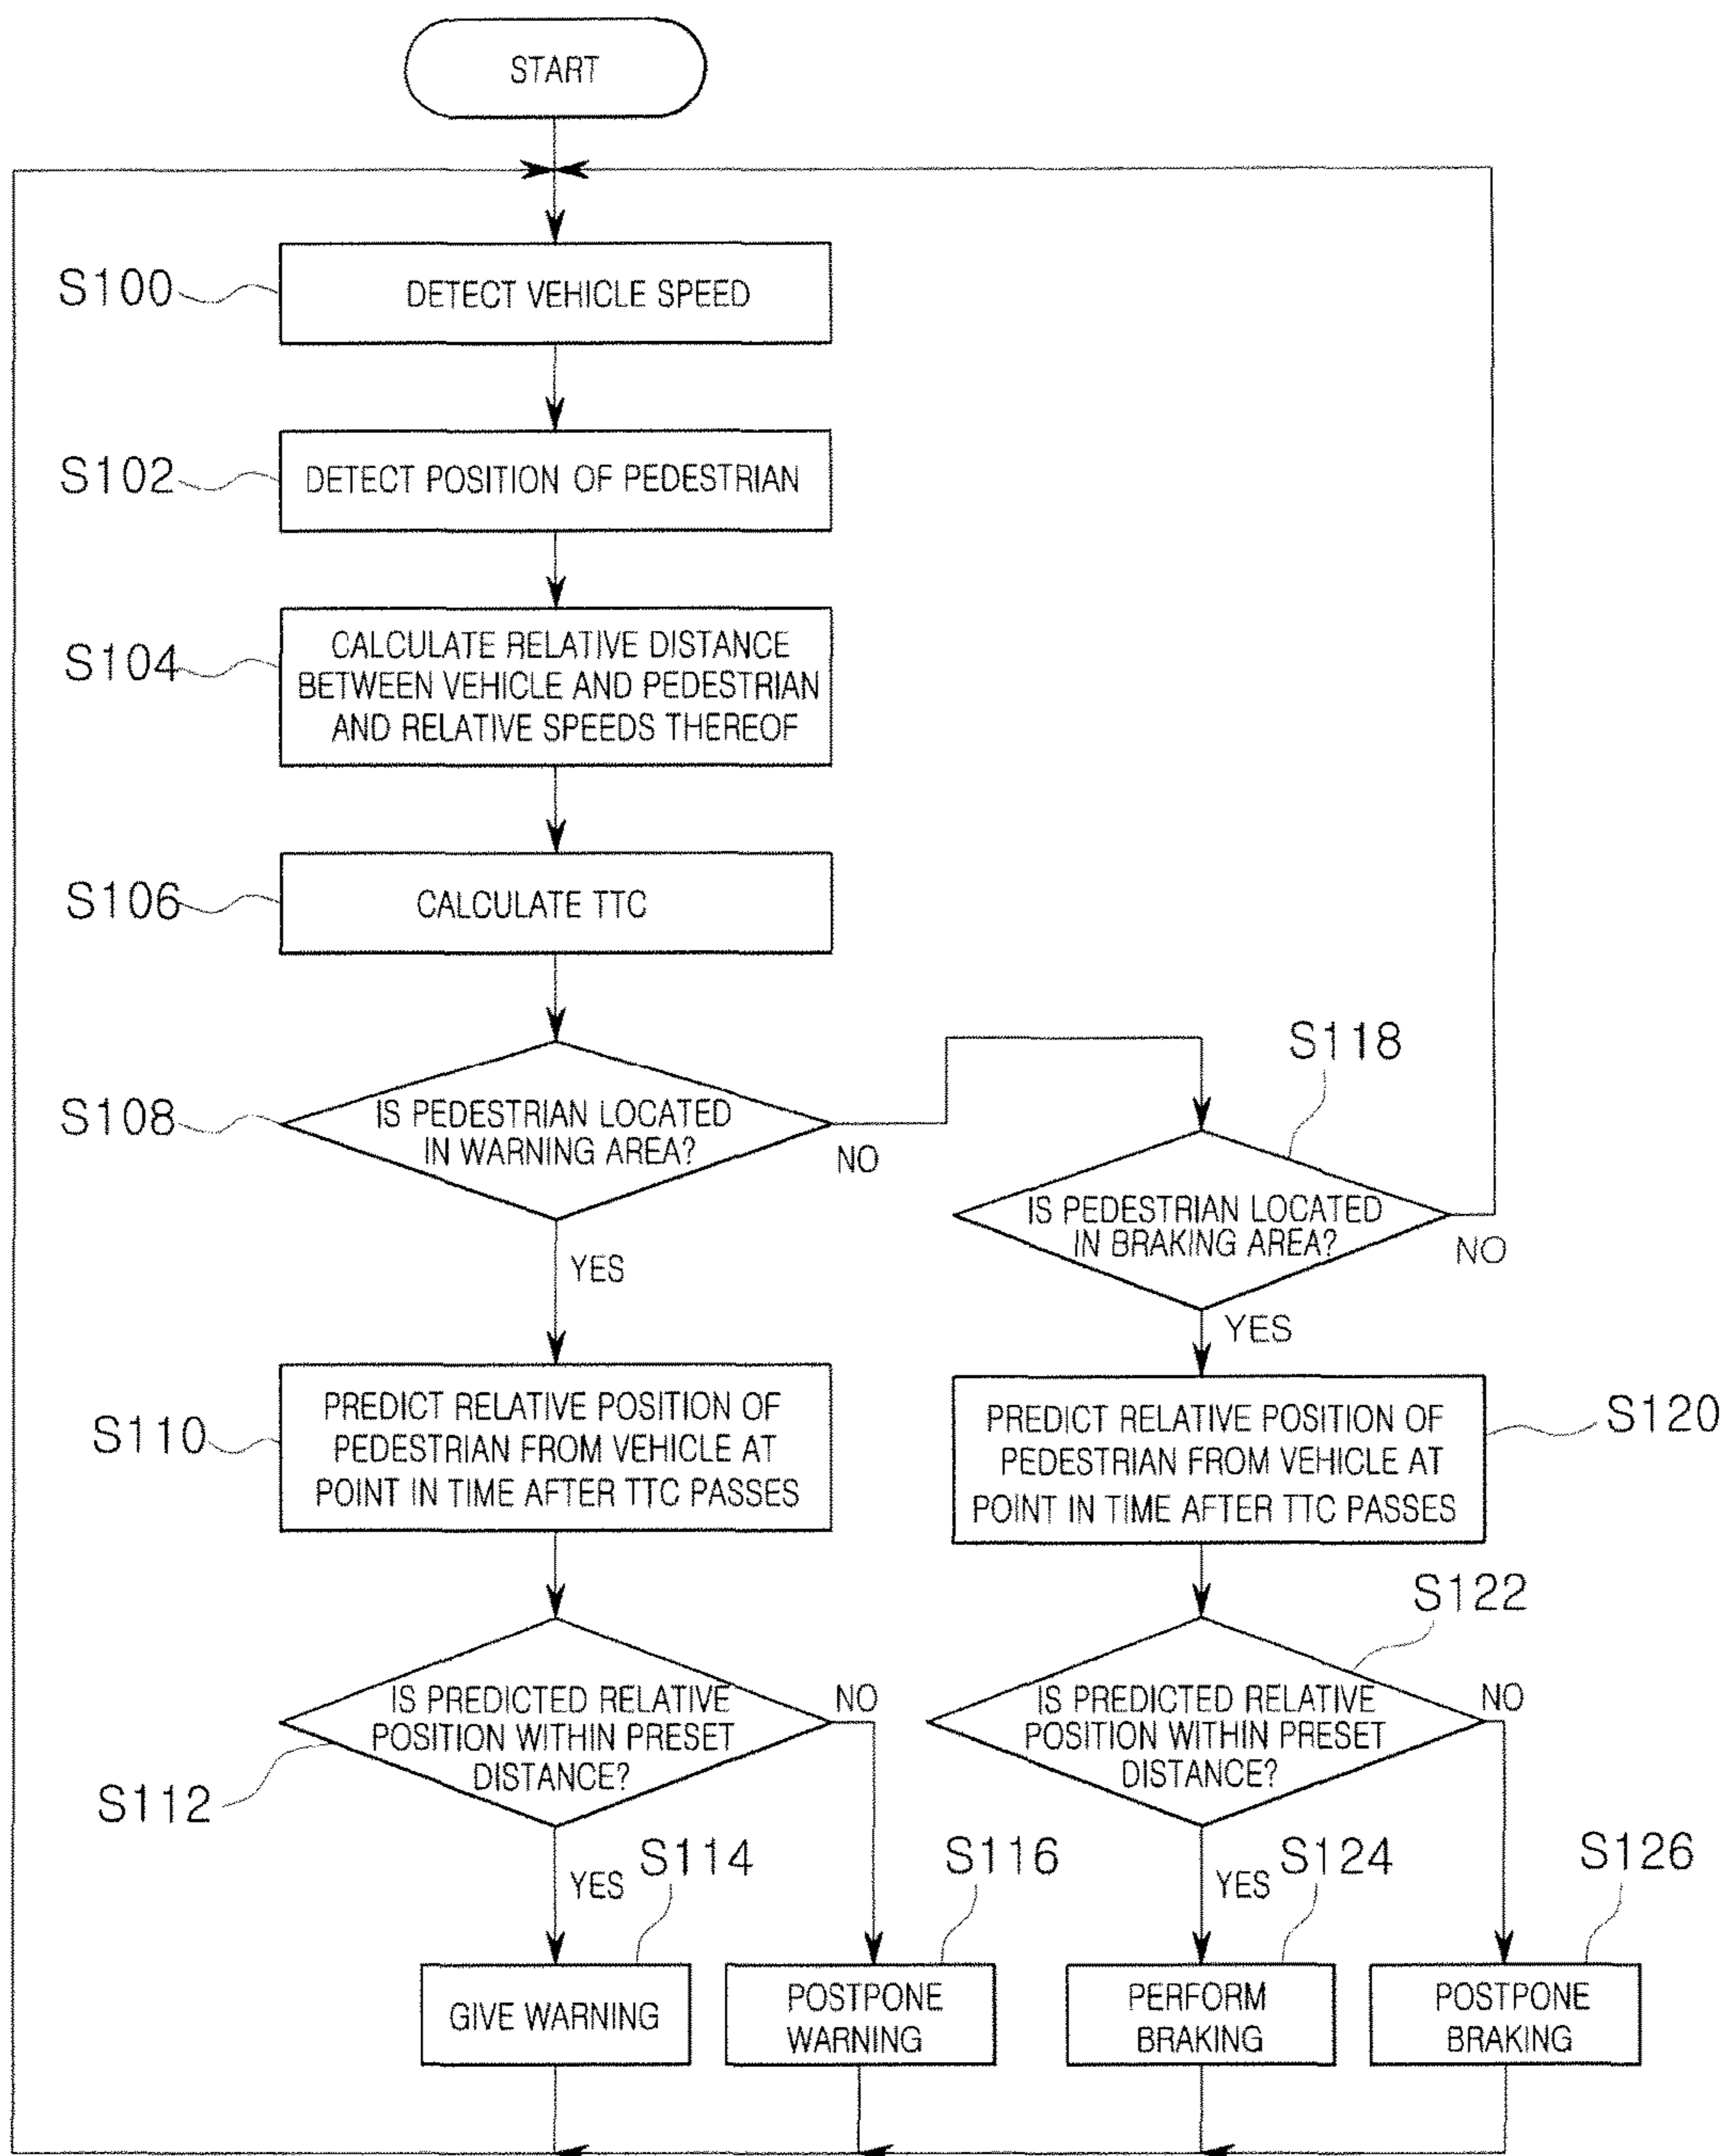 START
S100
DETECT VEHICLE SPEED
S102
DETECT POSITION OF PEDESTRIAN
S104
CALCULATE RELATIVE DISTANCE
BETWEEN VEHICLE AND PEDESTRIAN
AND RELATIVE SPEEDS THEREOF
S106
CALCULATE TTC
S108
IS PEDESTRIAN LOCATED
IN WARNING AREA?
NO
YES
S118
IS PEDESTRIAN LOCATED
IN BRAKING AREA?
NO
YES
S110
PREDICT RELATIVE POSITION OF
PEDESTRIAN FROM VEHICLE AT
POINT IN TIME AFTER TTC PASSES
S120
PREDICT RELATIVE POSITION OF
PEDESTRIAN FROM VEHICLE AT
POINT IN TIME AFTER TTC PASSES
S112
IS PREDICTED RELATIVE
POSITION WITHIN PRESET
DISTANCE?
NO
YES
S122
IS PREDICTED RELATIVE
POSITION WITHIN PRESET
DISTANCE?
NO
YES
S114
GIVE WARNING
S116
POSTPONE
WARNING
S124
PERFORM
BRAKING
S126
POSTPONE
BRAKING